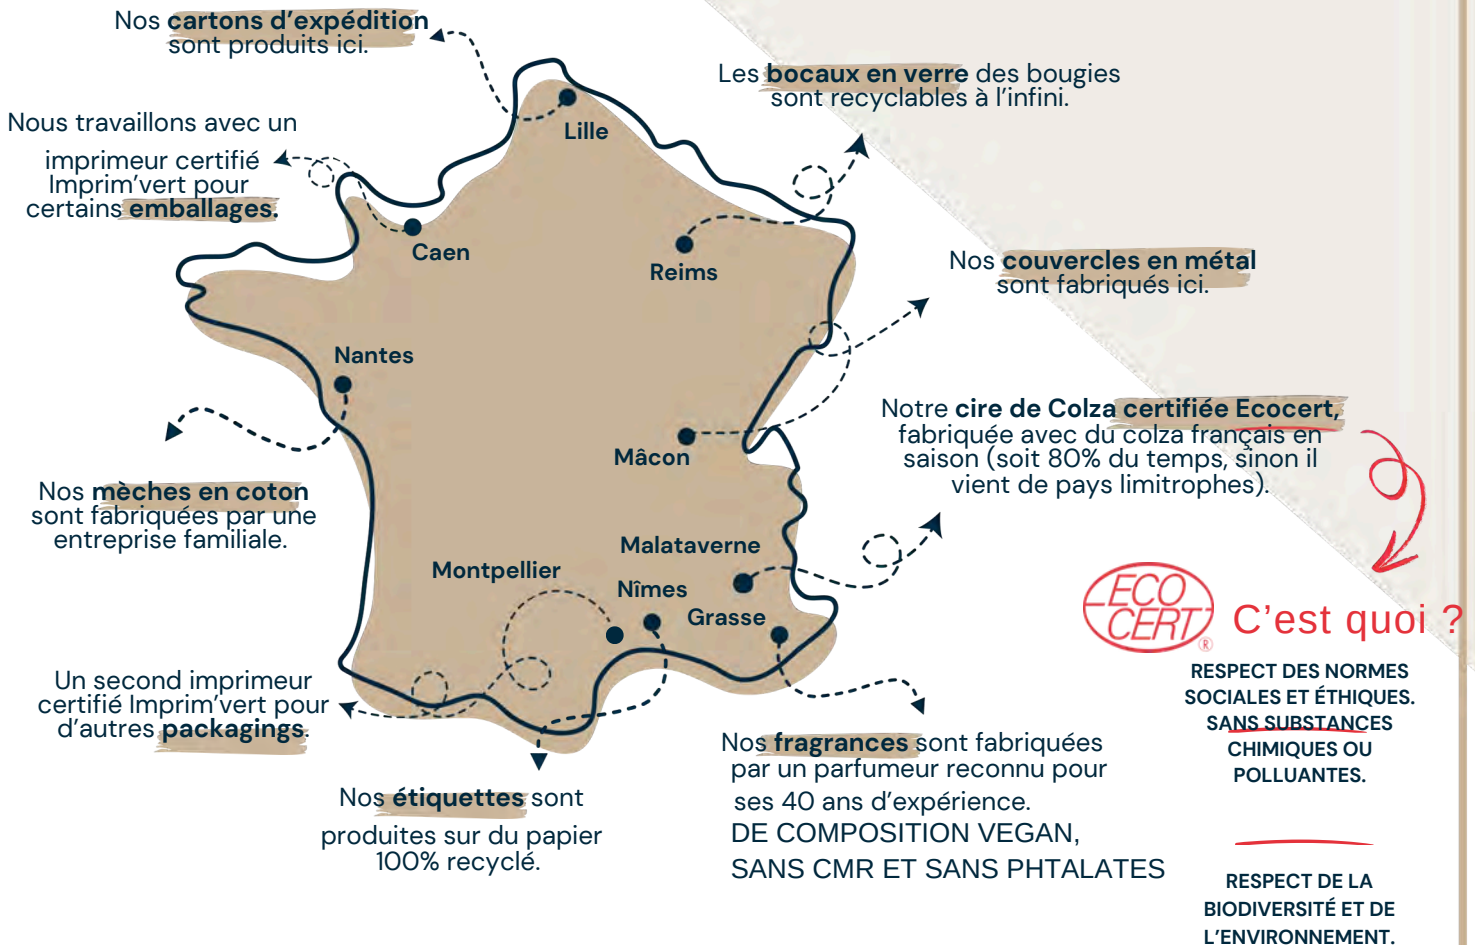 Nos cartons d'expédition
sont produits ici.
Les bocaux en verre des bougies
sont recyclables à l'infini.
Lille
Nous travaillons avec un
imprimeur certifié
Imprim'vert pour
certains emballages.
Caen
Reims
Nos couvercles en métal
sont fabriqués ici.
Nantes
Mâcon
Notre cire de Colza certifiée Ecocert,
fabriquée avec du colza français en
saison (soit 80% du temps, sinon il
vient de pays limitrophes).
Nos mèches en coton
sont fabriquées par une
entreprise familiale.
Malataverne
Montpellier
Nîmes
Grasse
ECO
CERT
®
C'est quoi ?
RESPECT DES NORMES
SOCIALES ET ÉTHIQUES.
SANS SUBSTANCES
CHIMIQUES OU
POLLUANTES.
Un second imprimeur
certifié Imprim'vert pour
d'autres packagings.
Nos fragrances sont fabriquées
par un parfumeur reconnu pour
ses 40 ans d'expérience.
DE COMPOSITION VEGAN,
SANS CMR ET SANS PHTALATES
Nos étiquettes sont
produites sur du papier
100% recyclé.
RESPECT DE LA
BIODIVERSITÉ ET DE
L'ENVIRONNEMENT.